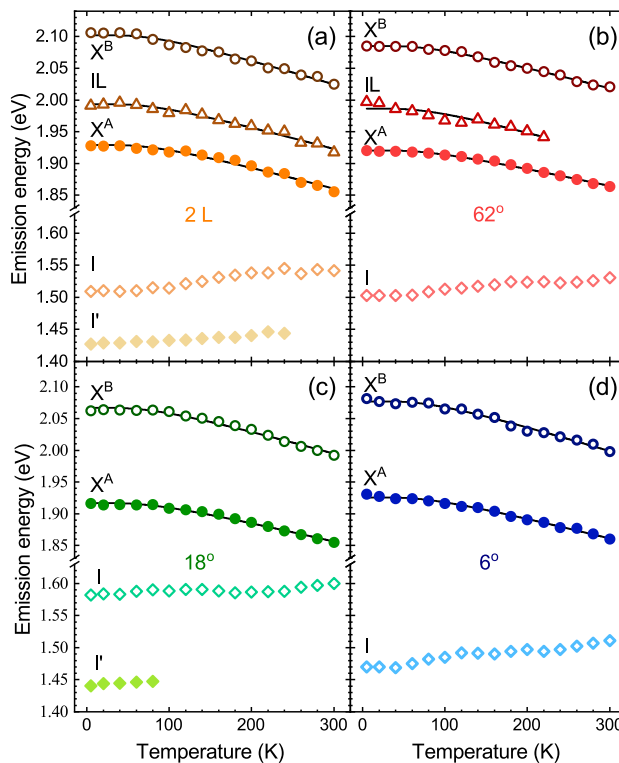 (a)
X^B
IL
X^A
2 L
I
I'
2.10
2.05
2.00
1.95
1.90
1.85
1.60
1.55
1.50
1.45
1.40
Emission energy (eV)
(b)
X^B
IL
X^A
62°
I
(c)
X^B
X^A
18°
I
I'
2.10
2.05
2.00
1.95
1.90
1.85
1.60
1.55
1.50
1.45
1.40
Emission energy (eV)
0 100 200 300
Temperature (K)
(d)
X^B
X^A
6°
I
0 100 200 300
Temperature (K)